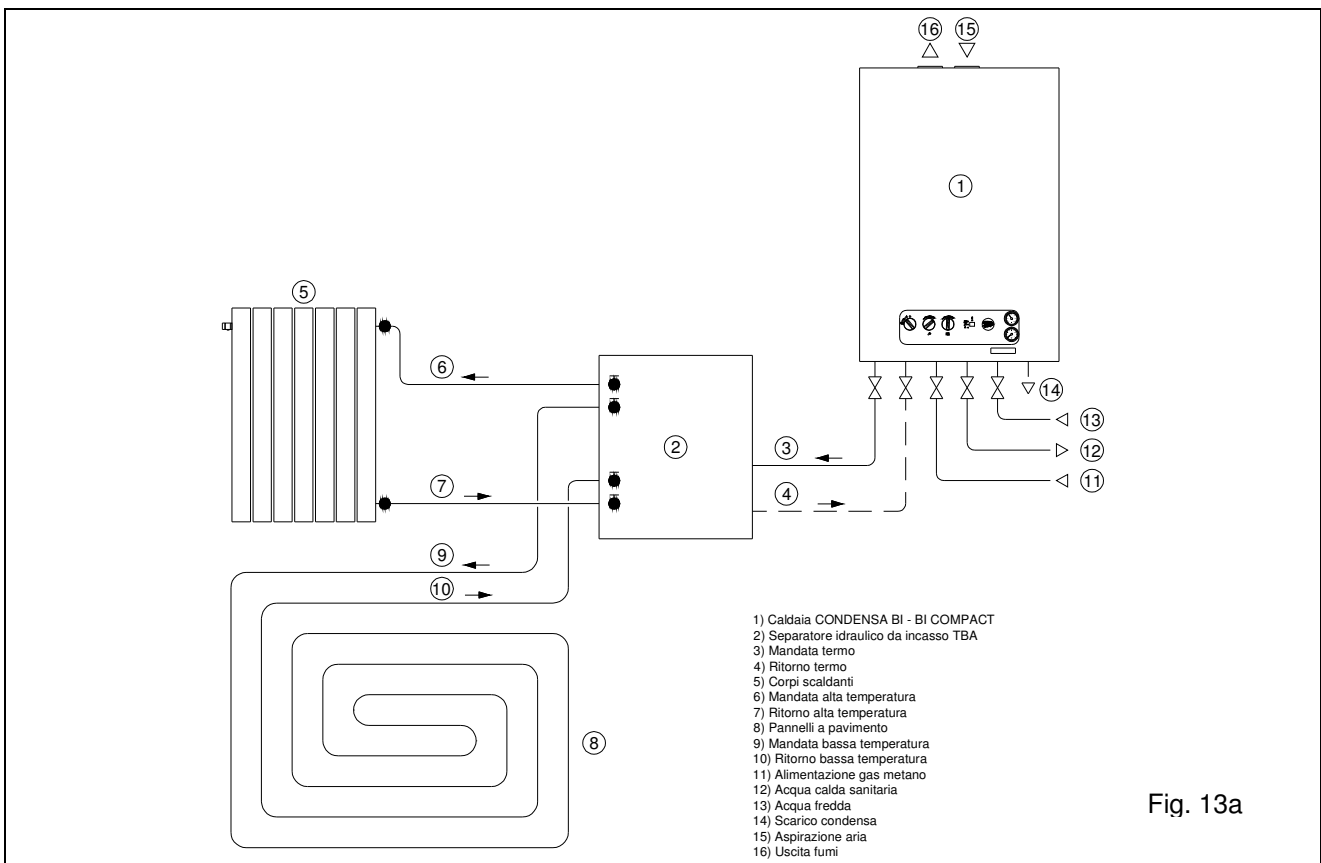 16 15
1
5
6
14
13
2
3
12
7
11
4
9
10
1) Caldaia CONDENSA BI - BI COMPACT
2) Separatore idraulico da incasso TBA
3) Mandata termo
4) Ritorno termo
5) Corpi scaldanti
6) Mandata alta temperatura
7) Ritorno alta temperatura
8) Pannelli a pavimento
8
9) Mandata bassa temperatura
10) Ritorno bassa temperatura
11) Alimentazione gas metano
12) Acqua calda sanitaria
13) Acqua fredda
14) Scarico condensa
15) Aspirazione aria
16) Uscita fumi
Fig. 13a